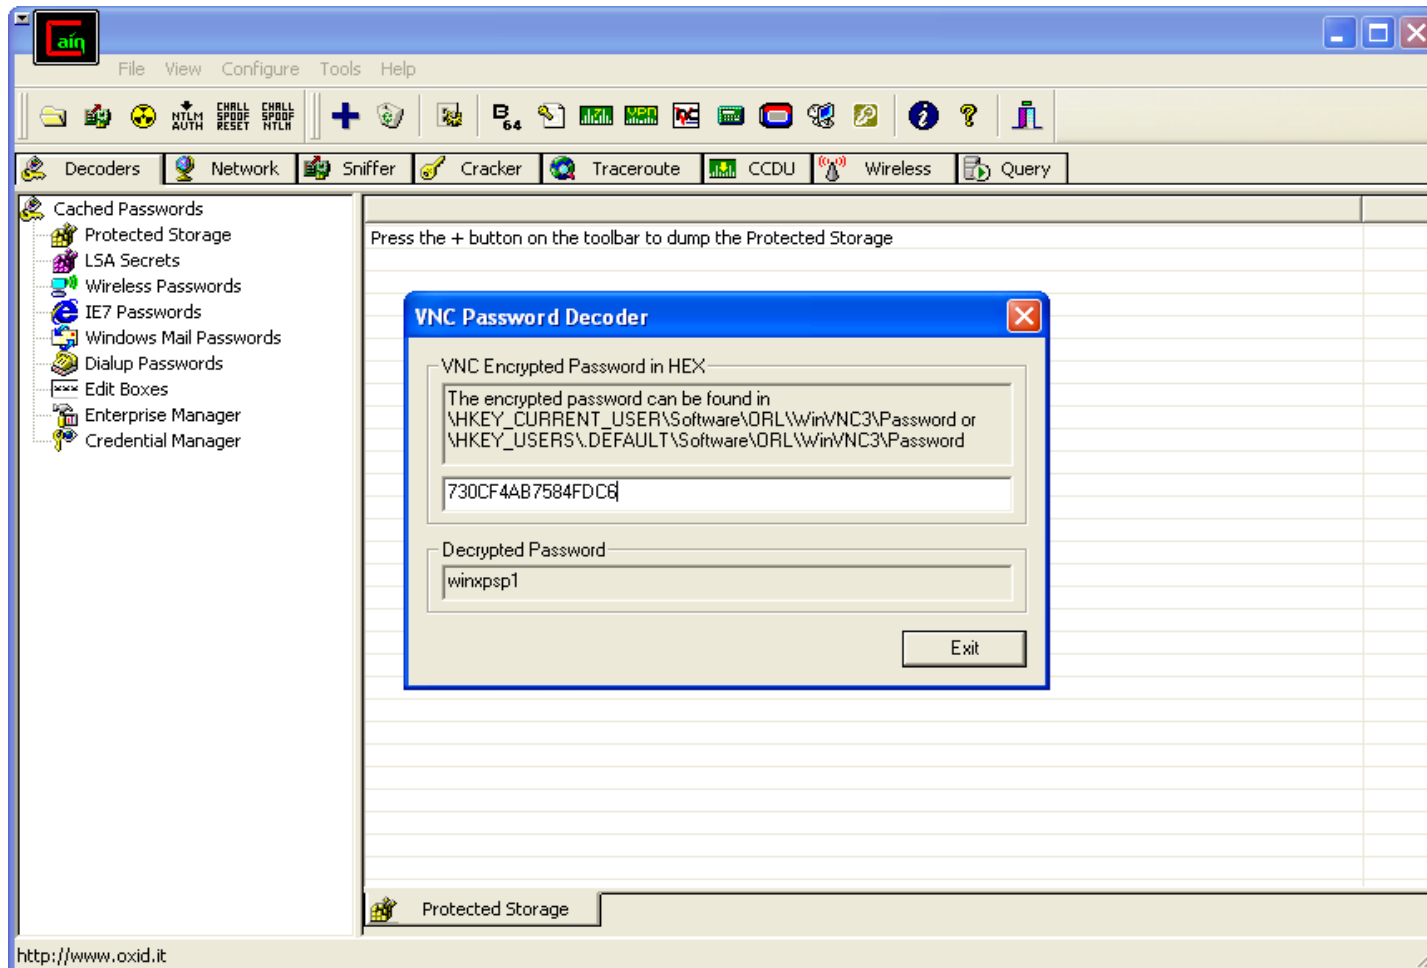 Cain
File View Configure Tools Help
NTLM AUTH CHALL SPOOF RESET CHALL SPOOF NTLM B 64
Decoders Network Sniffer Cracker Traceroute CCDU Wireless Query
Cached Passwords
Protected Storage
LSA Secrets
Wireless Passwords
IE7 Passwords
Windows Mail Passwords
Dialup Passwords
Edit Boxes
Enterprise Manager
Credential Manager
Press the + button on the toolbar to dump the Protected Storage
VNC Password Decoder
VNC Encrypted Password in HEX
The encrypted password can be found in
\HKEY_CURRENT_USER\Software\ORL\WinVNC3\Password or
\HKEY_USERS\.DEFAULT\Software\ORL\WinVNC3\Password
730CF4AB7584FDC6
Decrypted Password
winxpsp1
Exit
Protected Storage
http://www.oxid.it